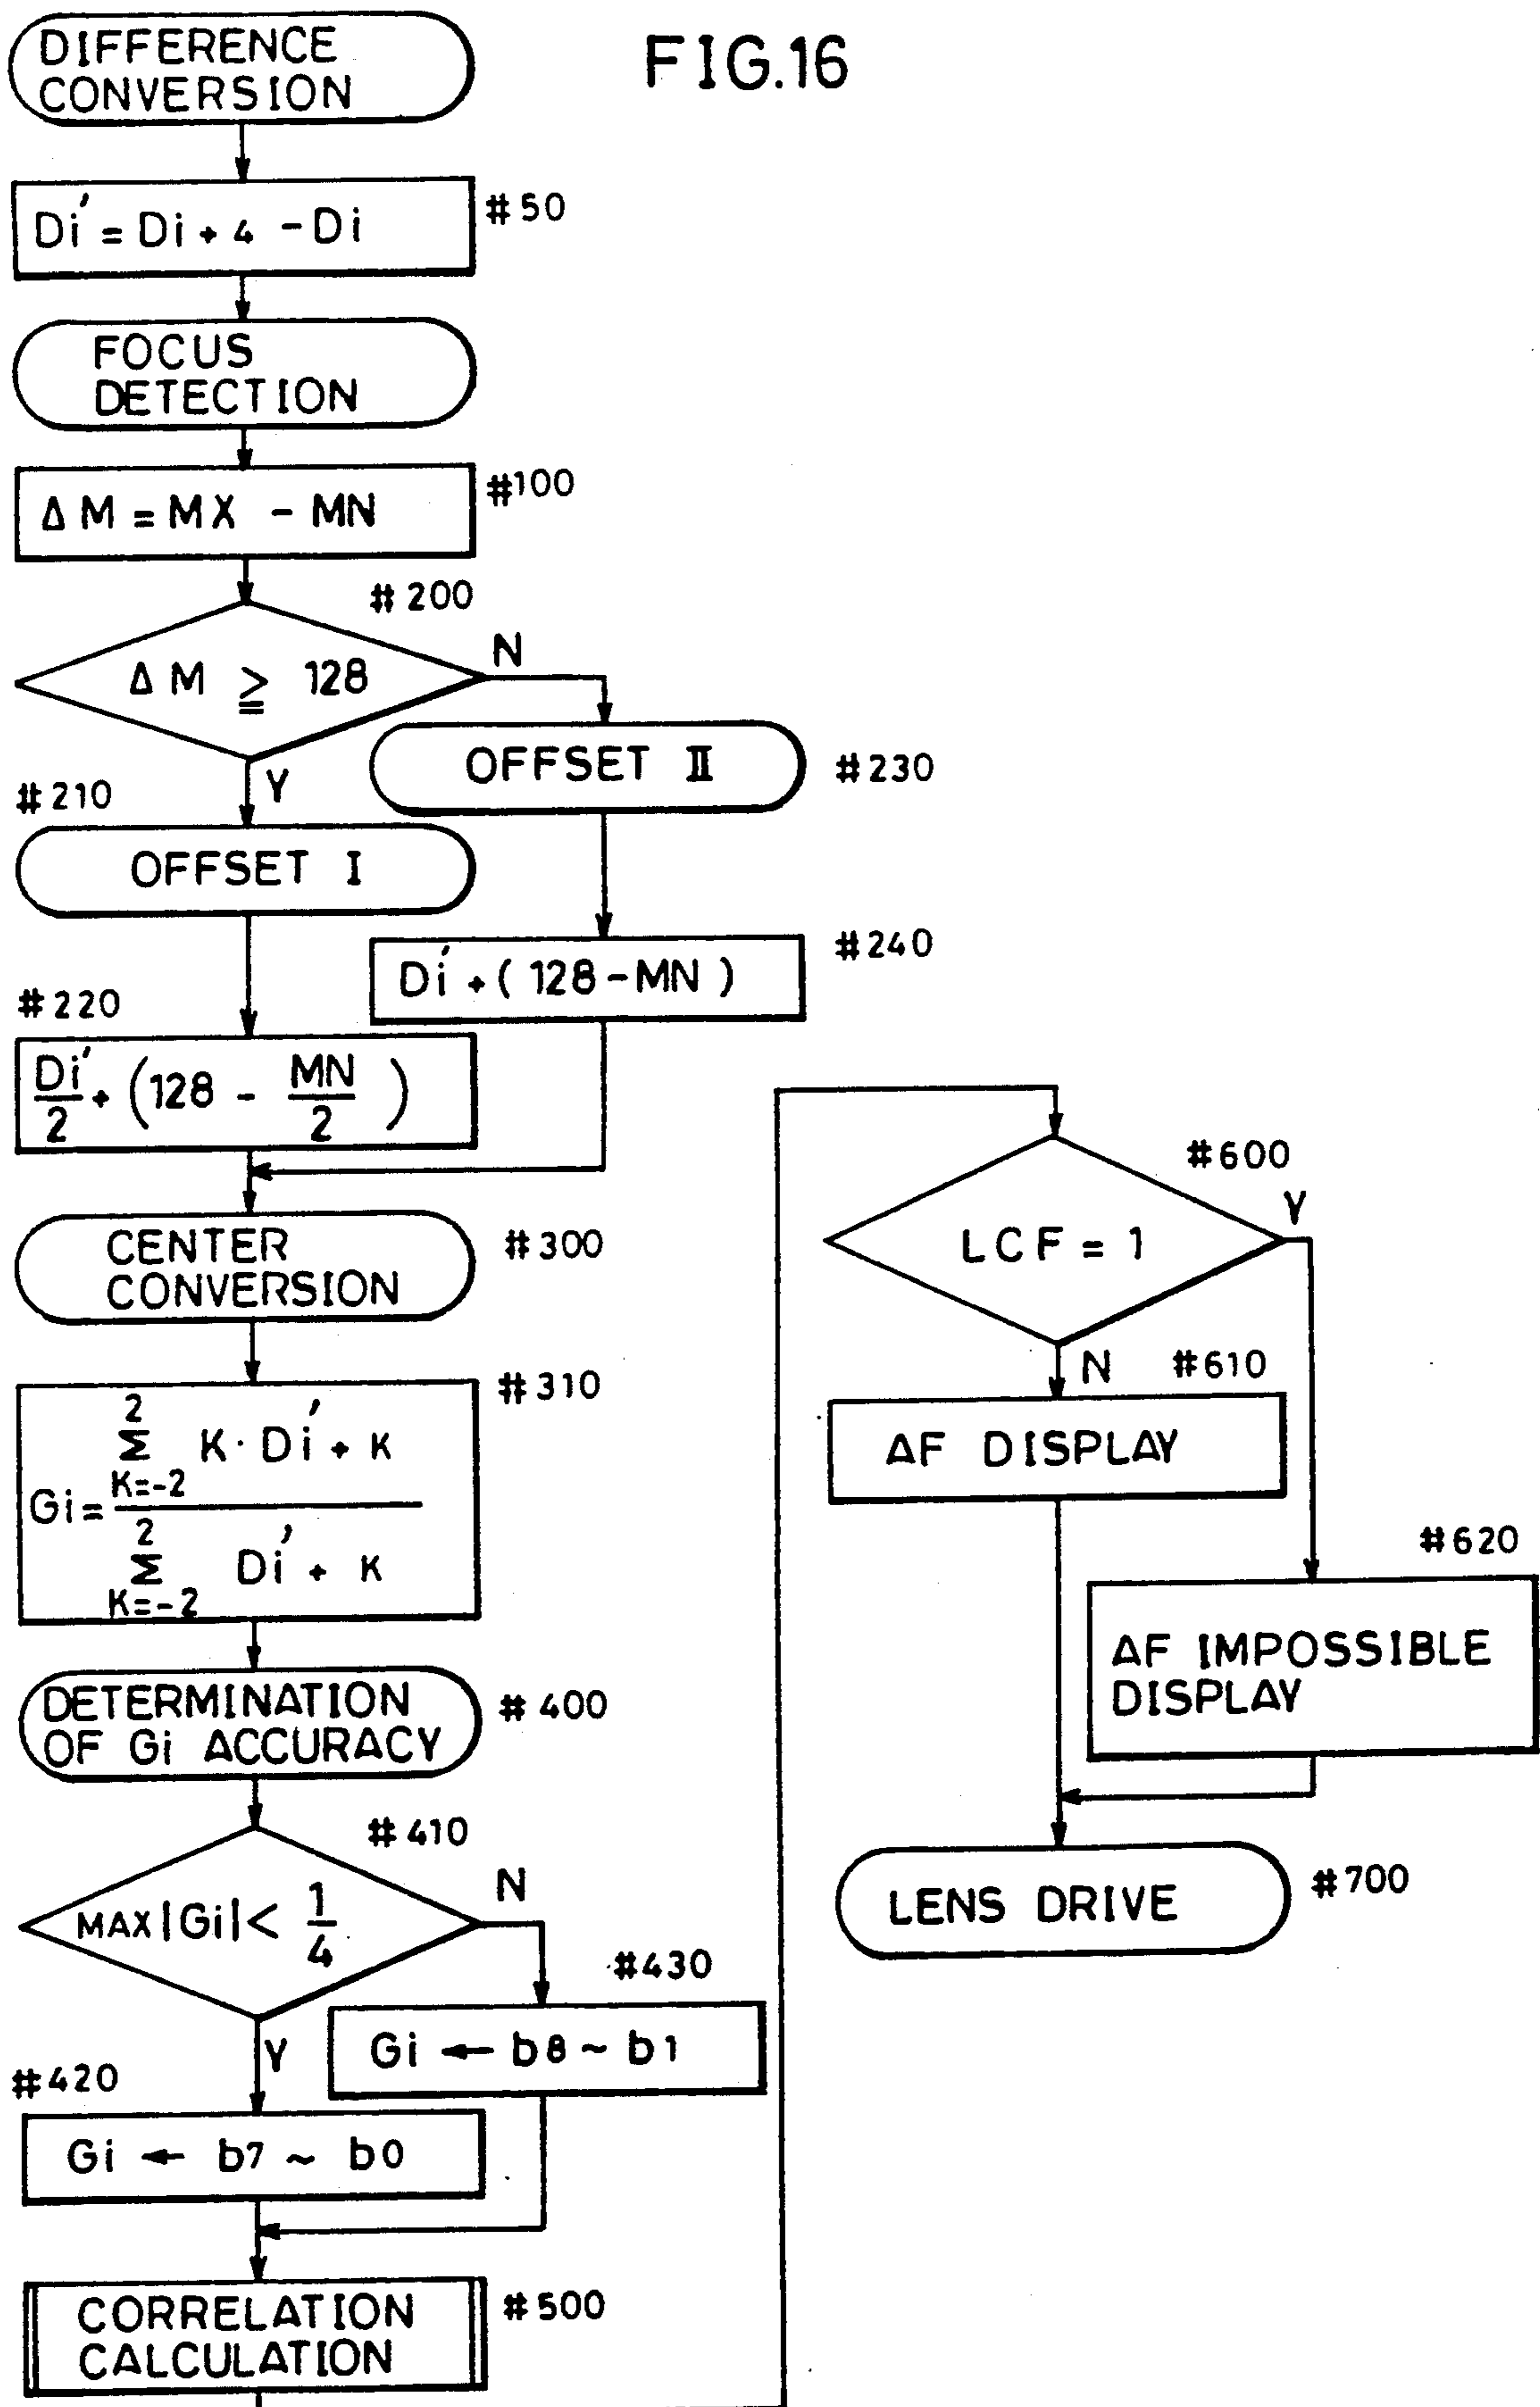 FIG.16
DIFFERENCE
CONVERSION
#50
Di' = Di + 4 - Di
FOCUS
DETECTION
#100
ΔM = MX - MN
#200
ΔM ≧ 128
N
Y
OFFSET II
#230
#210
OFFSET I
#240
Di' + ( 128 - MN )
#220
Di'/2 + (128 - MN/2 )
CENTER
CONVERSION
#300
#310
2
Σ K · Di' + K
K=-2
Gi =
2
Σ Di' + K
K=-2
DETERMINATION
OF Gi ACCURACY
#400
#410
MAX|Gi| < 1/4
N
Y
#430
Gi ← b8 ~ b1
#420
Gi ← b7 ~ b0
CORRELATION
CALCULATION
#500
#600
LCF = 1
Y
N
#610
AF DISPLAY
#620
AF IMPOSSIBLE
DISPLAY
LENS DRIVE
#700